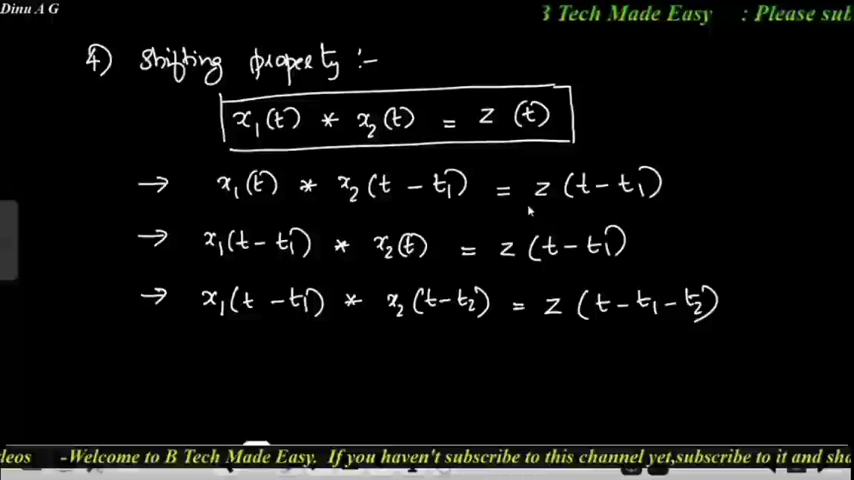 Dinu A G
B Tech Made Easy : Please sub
4) Shifting property :-
x₁(t) * x₂(t) = z (t)
→ x₁(t) * x₂(t - t₁) = z (t - t₁)
→ x₁(t - t₁) * x₂(t) = z (t - t₁)
→ x₁(t - t₁) * x₂(t - t₂) = z (t - t₁ - t₂)
deos -Welcome to B Tech Made Easy. If you haven't subscribe to this channel yet,subscribe to it and sha